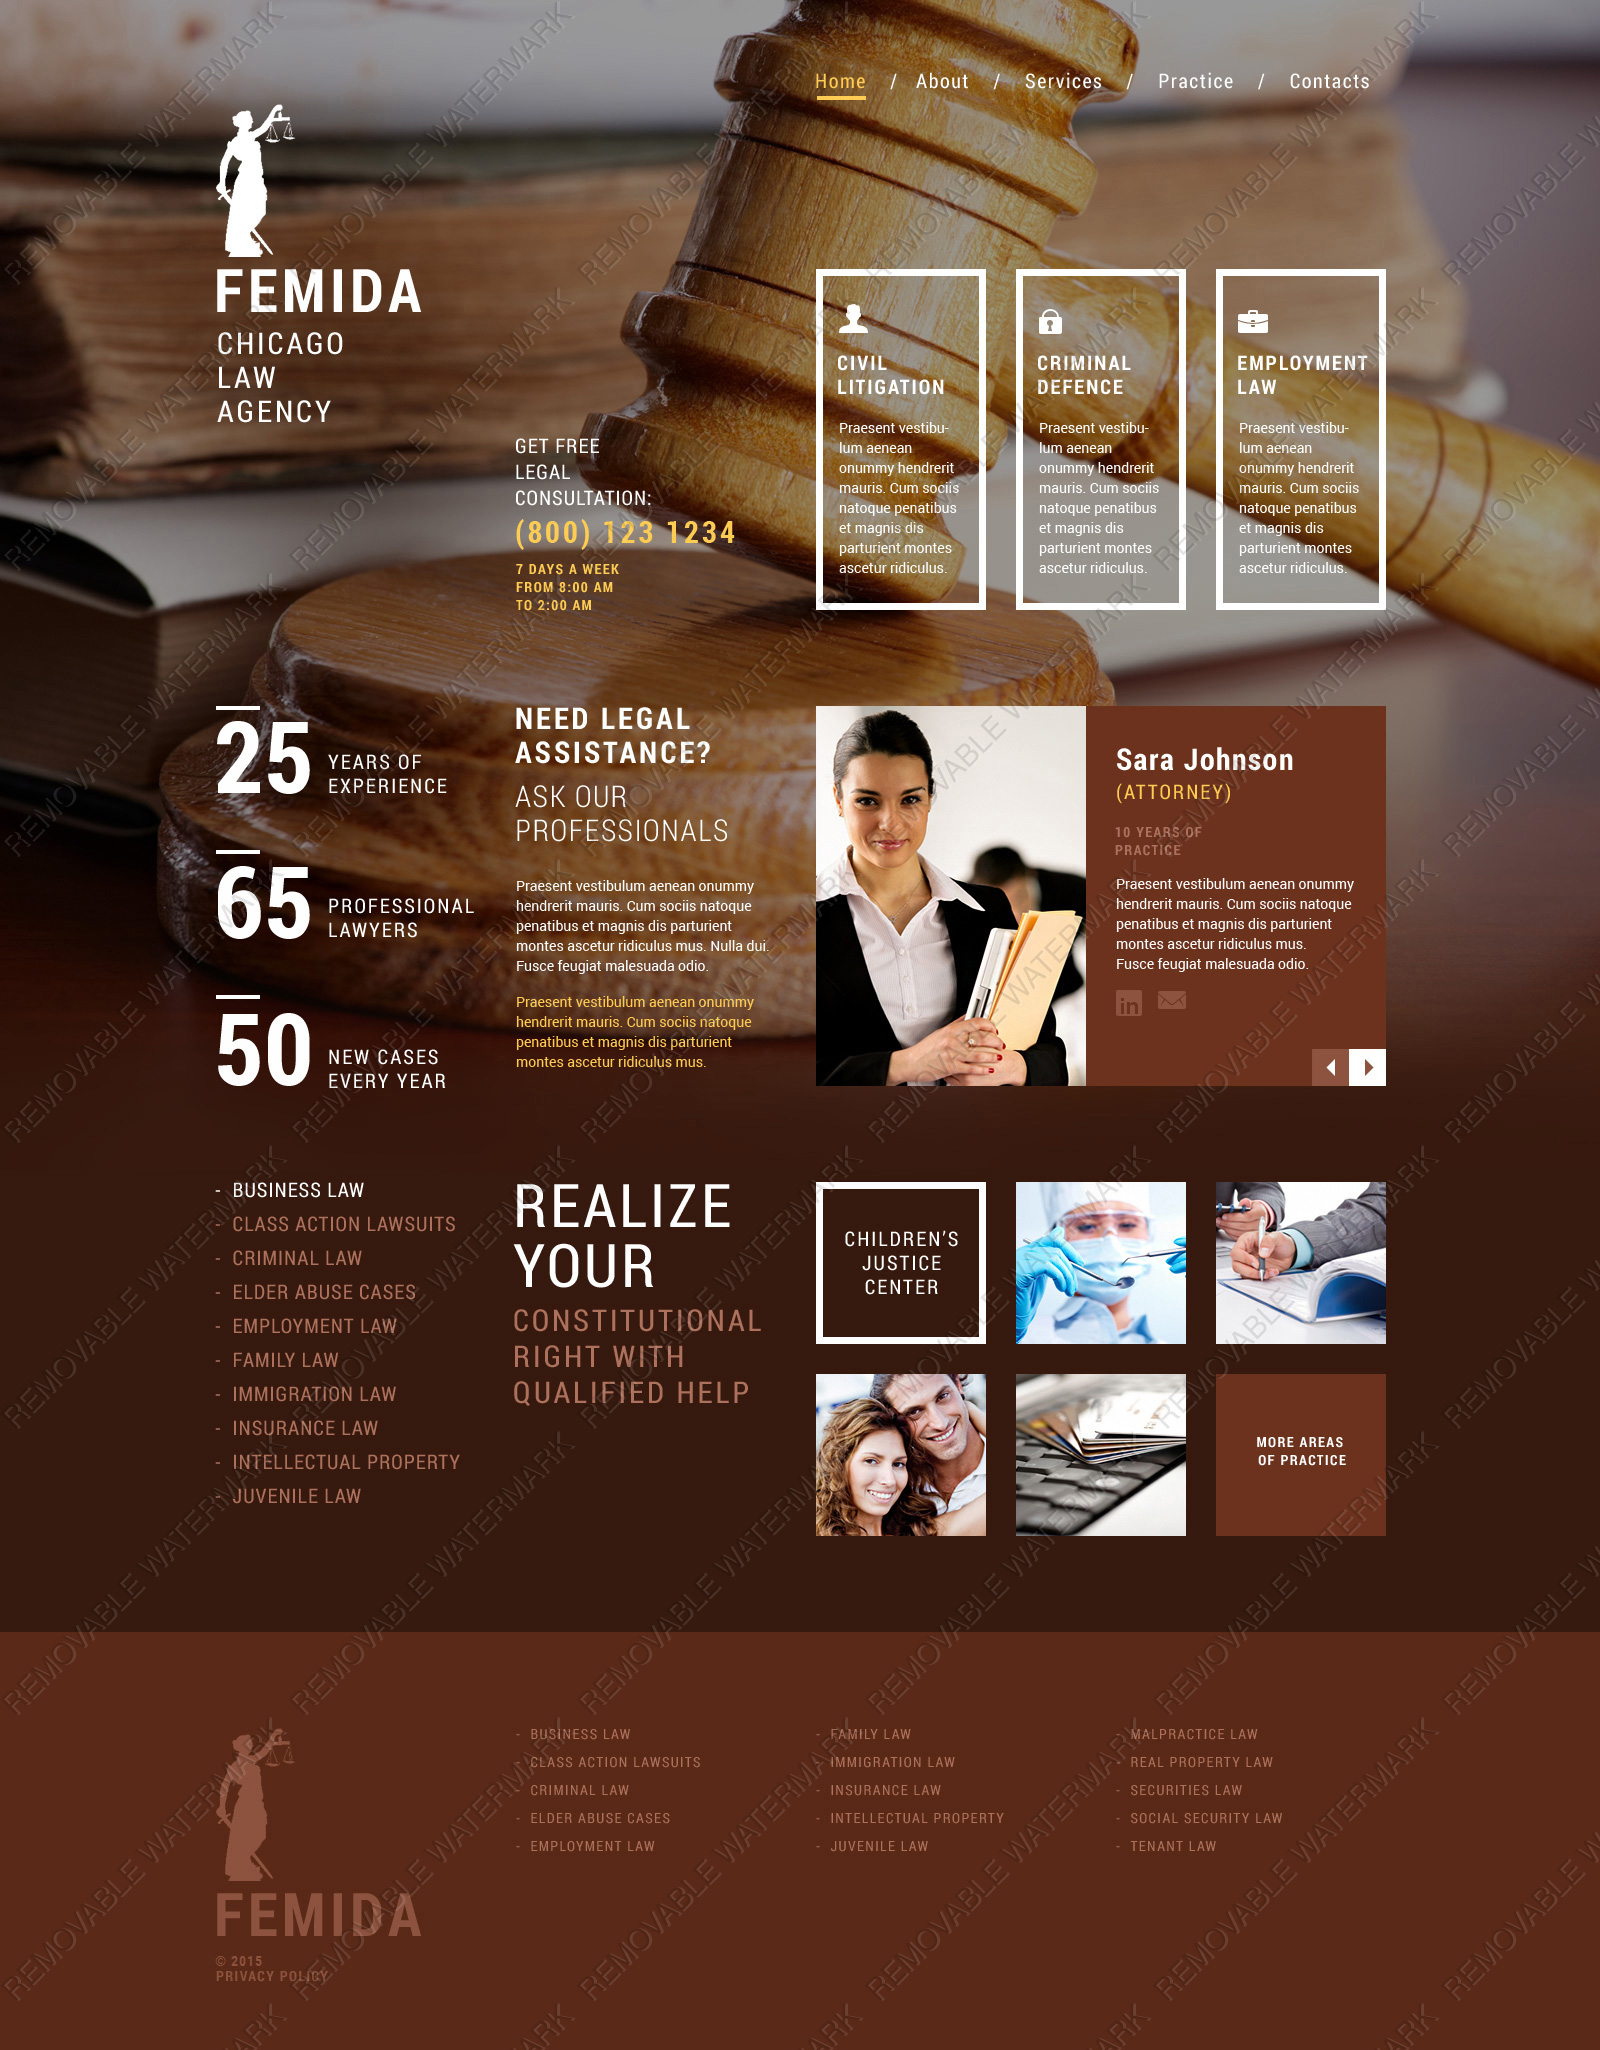 Home / About / Services / Practice / Contacts
FEMIDA
CHICAGO
LAW
AGENCY
GET FREE
LEGAL
CONSULTATION:
(800) 123 1234
7 DAYS A WEEK
FROM 8:00 AM
TO 2:00 AM
CIVIL
LITIGATION
Praesent vestibu-
lum aenean
onummy hendrerit
mauris. Cum sociis
natoque penatibus
et magnis dis
parturient montes
ascetur ridiculus.
CRIMINAL
DEFENCE
Praesent vestibu-
lum aenean
onummy hendrerit
mauris. Cum sociis
natoque penatibus
et magnis dis
parturient montes
ascetur ridiculus.
EMPLOYMENT
LAW
Praesent vestibu-
lum aenean
onummy hendrerit
mauris. Cum sociis
natoque penatibus
et magnis dis
parturient montes
ascetur ridiculus.
25 YEARS OF
EXPERIENCE
65 PROFESSIONAL
LAWYERS
50 NEW CASES
EVERY YEAR
NEED LEGAL
ASSISTANCE?
ASK OUR
PROFESSIONALS
Praesent vestibulum aenean onummy
hendrerit mauris. Cum sociis natoque
penatibus et magnis dis parturient
montes ascetur ridiculus mus. Nulla dui.
Fusce feugiat malesuada odio.
Praesent vestibulum aenean onummy
hendrerit mauris. Cum sociis natoque
penatibus et magnis dis parturient
montes ascetur ridiculus mus.
Sara Johnson
(ATTORNEY)
10 YEARS OF
PRACTICE
Praesent vestibulum aenean onummy
hendrerit mauris. Cum sociis natoque
penatibus et magnis dis parturient
montes ascetur ridiculus mus.
Fusce feugiat malesuada odio.
in
- BUSINESS LAW
- CLASS ACTION LAWSUITS
- CRIMINAL LAW
- ELDER ABUSE CASES
- EMPLOYMENT LAW
- FAMILY LAW
- IMMIGRATION LAW
- INSURANCE LAW
- INTELLECTUAL PROPERTY
- JUVENILE LAW
REALIZE
YOUR
CONSTITUTIONAL
RIGHT WITH
QUALIFIED HELP
CHILDREN'S
JUSTICE
CENTER
MORE AREAS
OF PRACTICE
FEMIDA
© 2015
PRIVACY POLICY
- BUSINESS LAW
- CLASS ACTION LAWSUITS
- CRIMINAL LAW
- ELDER ABUSE CASES
- EMPLOYMENT LAW
- FAMILY LAW
- IMMIGRATION LAW
- INSURANCE LAW
- INTELLECTUAL PROPERTY
- JUVENILE LAW
- MALPRACTICE LAW
- REAL PROPERTY LAW
- SECURITIES LAW
- SOCIAL SECURITY LAW
- TENANT LAW
REMOVABLE WATERMARK